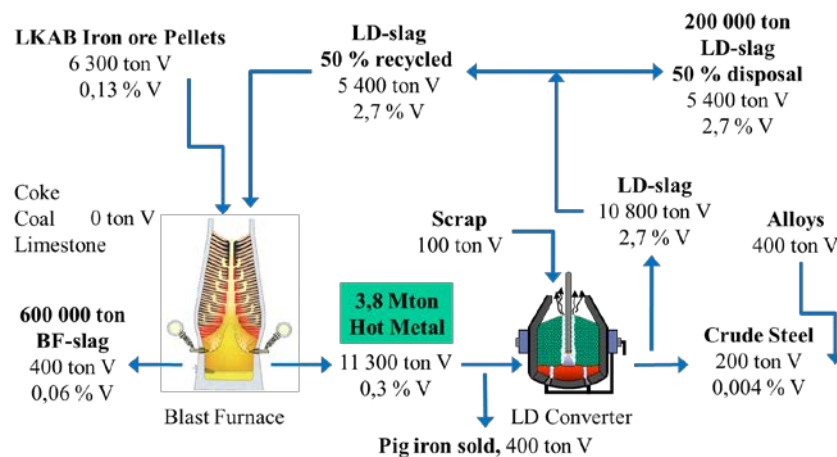 LKAB Iron ore Pellets
6 300 ton V
0,13 % V
LD-slag
50 % recycled
5 400 ton V
2,7 % V
200 000 ton
LD-slag
50 % disposal
5 400 ton V
2,7 % V
Coke
Coal 0 ton V
Limestone
Scrap
100 ton V
LD-slag
10 800 ton V
2,7 % V
Alloys
400 ton V
600 000 ton
BF-slag
400 ton V
0,06 % V
3,8 Mton
Hot Metal
11 300 ton V
0,3 % V
Crude Steel
200 ton V
0,004 % V
Blast Furnace
LD Converter
Pig iron sold, 400 ton V